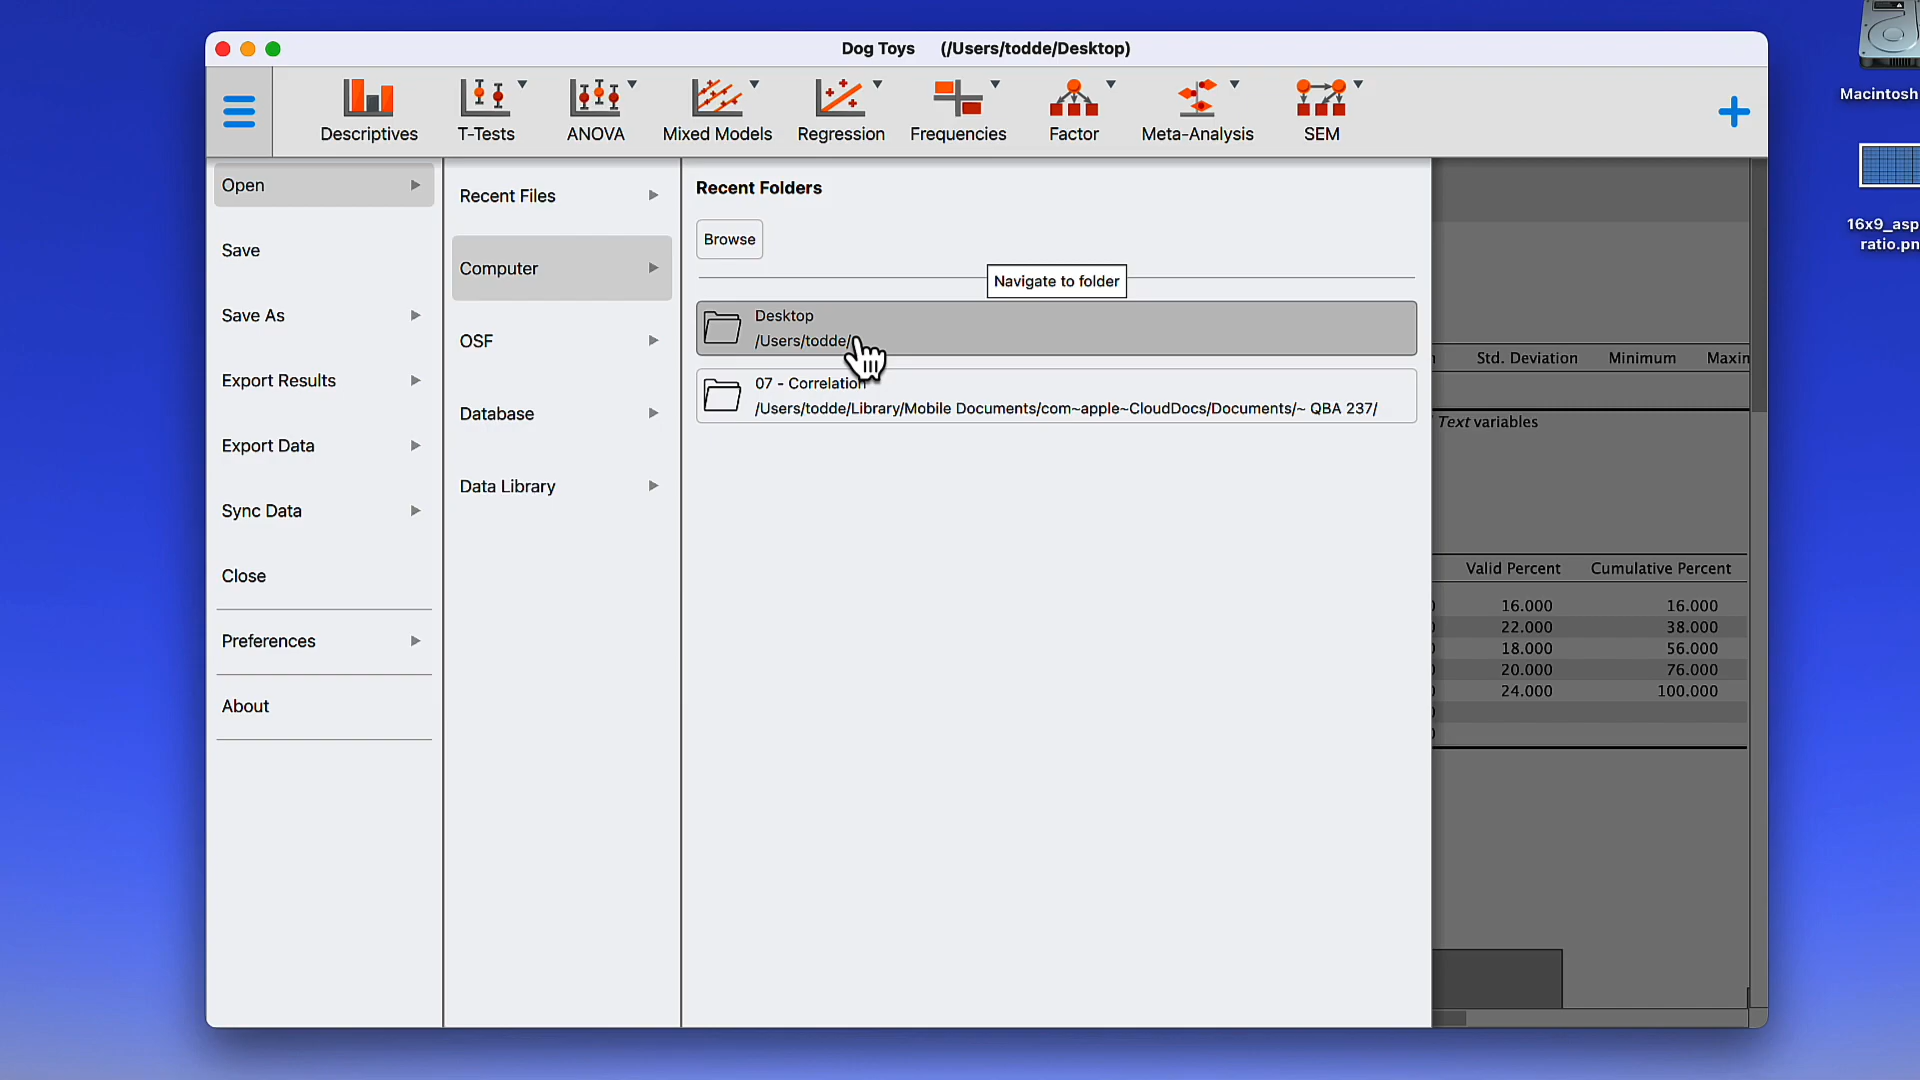 Dog Toys (/Users/todde/Desktop)
Descriptives
T-Tests
ANOVA
Mixed Models
Regression
Frequencies
Factor
Meta-Analysis
SEM
Open
Save
Save As
Export Results
Export Data
Sync Data
Close
Preferences
About
Recent Files
Computer
OSF
Database
Data Library
Recent Folders
Browse
Navigate to folder
Desktop
/Users/todde/
07 - Correlation
/Users/todde/Library/Mobile Documents/com~apple~CloudDocs/Documents/~ QBA 237/
Std. Deviation Minimum Maxin
Text variables
Valid Percent Cumulative Percent
16.000 16.000
22.000 38.000
18.000 56.000
20.000 76.000
24.000 100.000
Macintosh
16x9_asp
ratio.pn